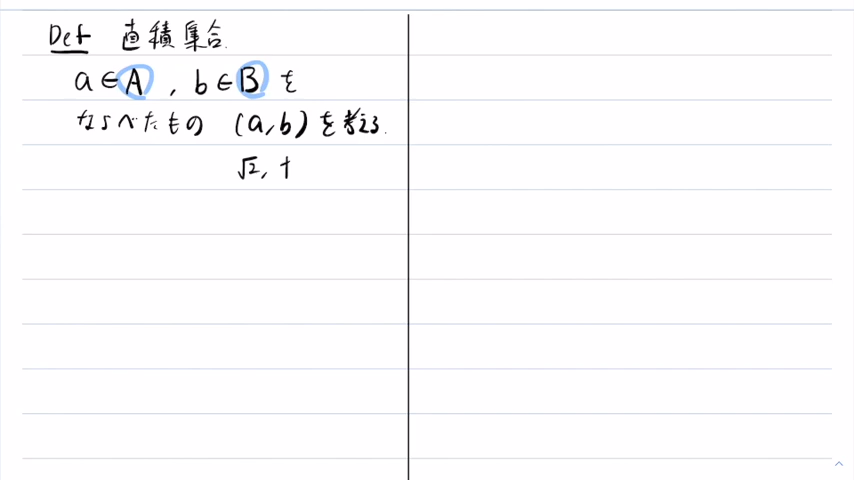 Def 直積集合.
a ∈ A , b ∈ B を
ならべたもの (a, b) を考える.
√2, †